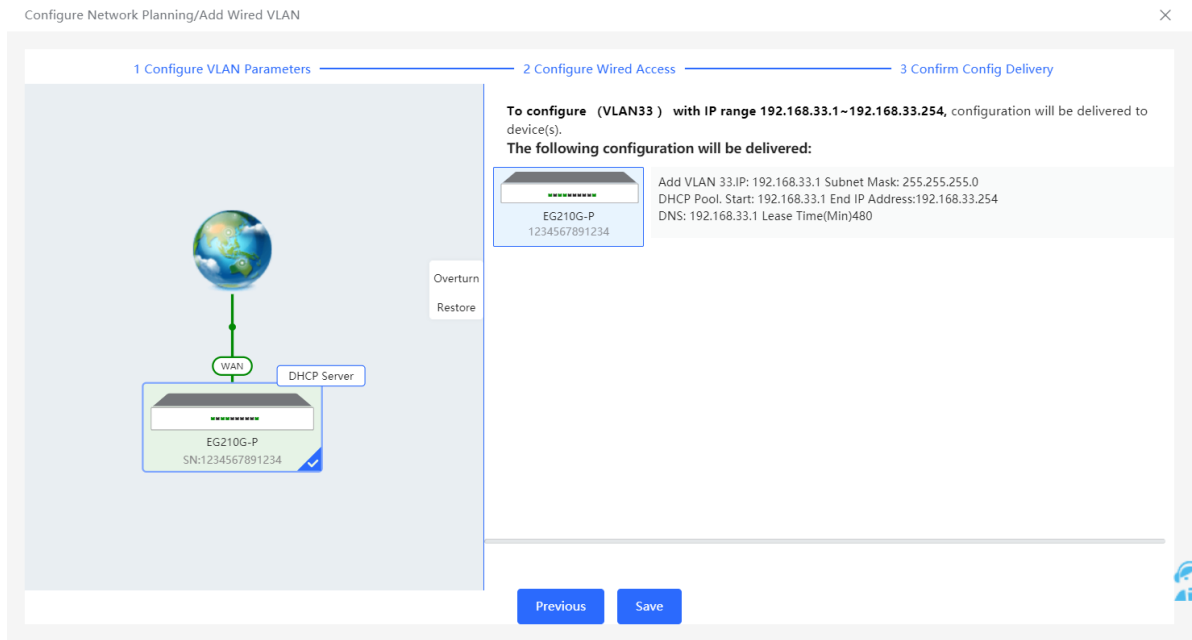 Configure Network Planning/Add Wired VLAN
1 Configure VLAN Parameters
2 Configure Wired Access
3 Confirm Config Delivery
Overturn
Restore
WAN
DHCP Server
EG210G-P
SN:1234567891234
To configure （VLAN33 ） with IP range 192.168.33.1~192.168.33.254, configuration will be delivered to
device(s).
The following configuration will be delivered:
EG210G-P
1234567891234
Add VLAN 33.IP: 192.168.33.1 Subnet Mask: 255.255.255.0
DHCP Pool. Start: 192.168.33.1 End IP Address:192.168.33.254
DNS: 192.168.33.1 Lease Time(Min)480
Previous
Save